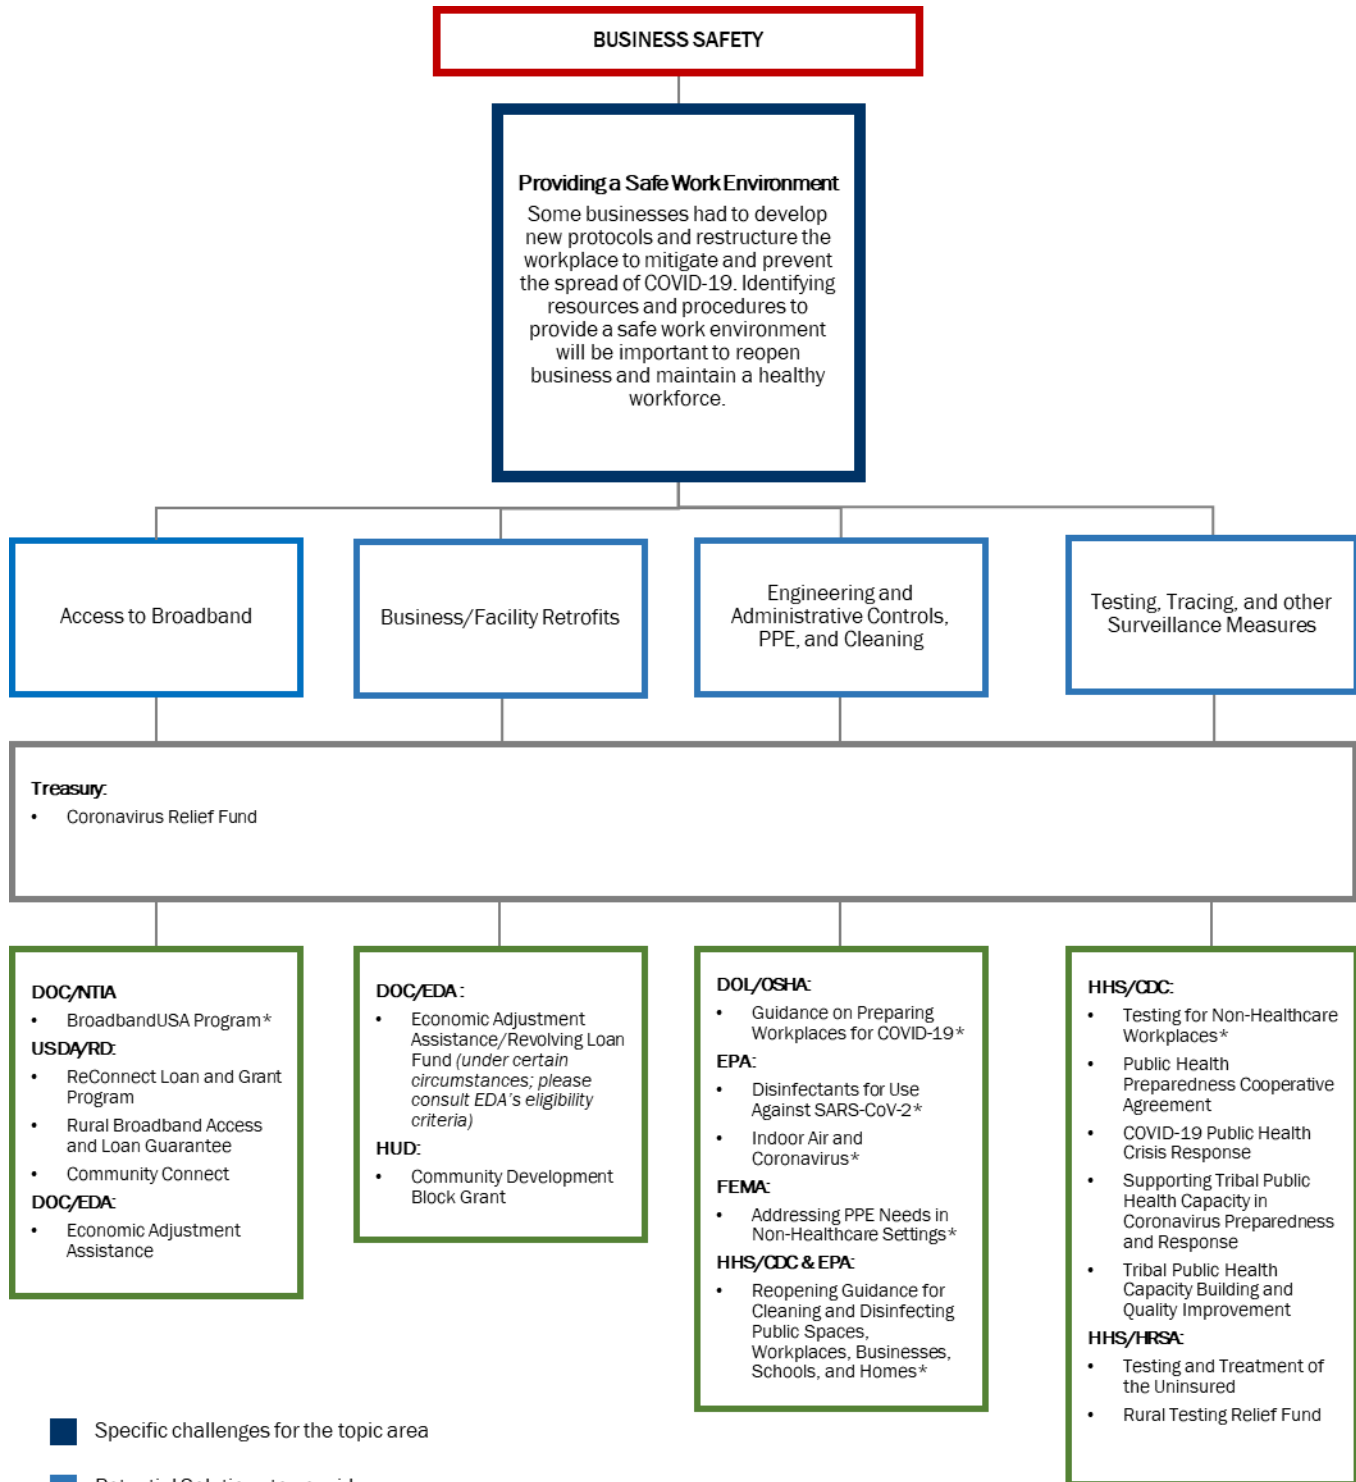 BUSINESS SAFETY
Providing a Safe Work Environment
Some businesses had to develop
new protocols and restructure the
workplace to mitigate and prevent
the spread of COVID-19. Identifying
resources and procedures to
provide a safe work environment
will be important to reopen
business and maintain a healthy
workforce.
Access to Broadband
Business/Facility Retrofits
Engineering and
Administrative Controls,
PPE, and Cleaning
Testing, Tracing, and other
Surveillance Measures
Treasury:
• Coronavirus Relief Fund
DOC/NTIA
• BroadbandUSA Program*
USDA/RD:
• ReConnect Loan and Grant
Program
• Rural Broadband Access
and Loan Guarantee
• Community Connect
DOC/EDA:
• Economic Adjustment
Assistance
DOC/EDA :
• Economic Adjustment
Assistance/Revolving Loan
Fund (under certain
circumstances; please
consult EDA's eligibility
criteria)
HUD:
• Community Development
Block Grant
DOL/OSHA:
• Guidance on Preparing
Workplaces for COVID-19*
EPA:
• Disinfectants for Use
Against SARS-CoV-2*
• Indoor Air and
Coronavirus*
FEMA:
• Addressing PPE Needs in
Non-Healthcare Settings*
HHS/CDC & EPA:
• Reopening Guidance for
Cleaning and Disinfecting
Public Spaces,
Workplaces, Businesses,
Schools, and Homes*
HHS/CDC:
• Testing for Non-Healthcare
Workplaces*
• Public Health
Preparedness Cooperative
Agreement
• COVID-19 Public Health
Crisis Response
• Supporting Tribal Public
Health Capacity in
Coronavirus Preparedness
and Response
• Tribal Public Health
Capacity Building and
Quality Improvement
HHS/HRSA:
• Testing and Treatment of
the Uninsured
• Rural Testing Relief Fund
Specific challenges for the topic area